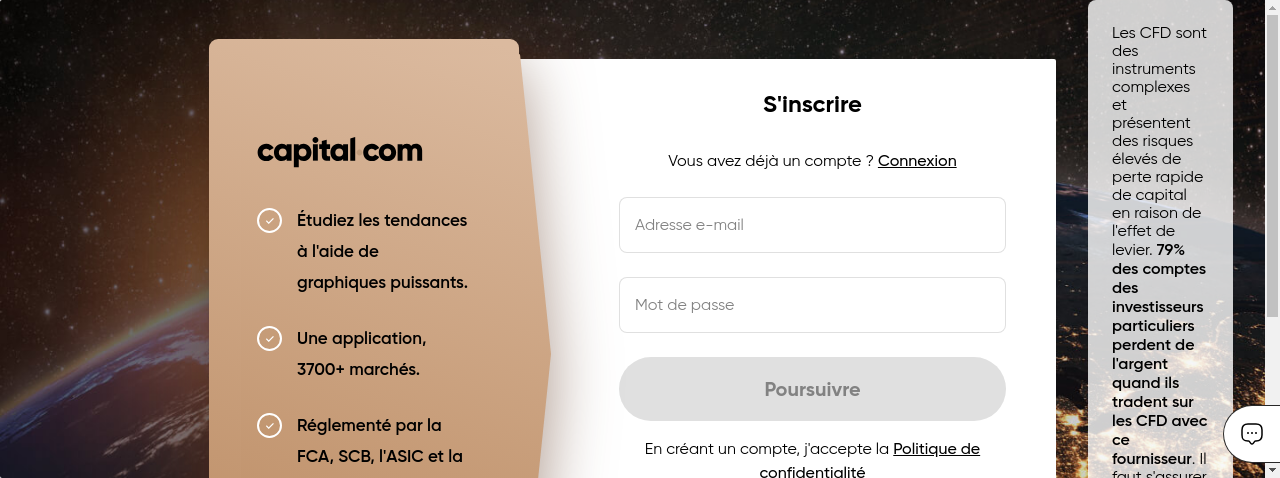 capital com
Étudiez les tendances
à l'aide de
graphiques puissants.
Une application,
3700+ marchés.
Réglementé par la
FCA, SCB, l'ASIC et la
S'inscrire
Vous avez déjà un compte ? Connexion
Adresse e-mail
Mot de passe
Poursuivre
En créant un compte, j'accepte la Politique de
confidentialité
Les CFD sont
des
instruments
complexes
et
présentent
des risques
élevés de
perte rapide
de capital
en raison de
l'effet de
levier. 79%
des comptes
des
investisseurs
particuliers
perdent de
l'argent
quand ils
tradent sur
les CFD avec
ce
fournisseur. Il
faut s'assurer